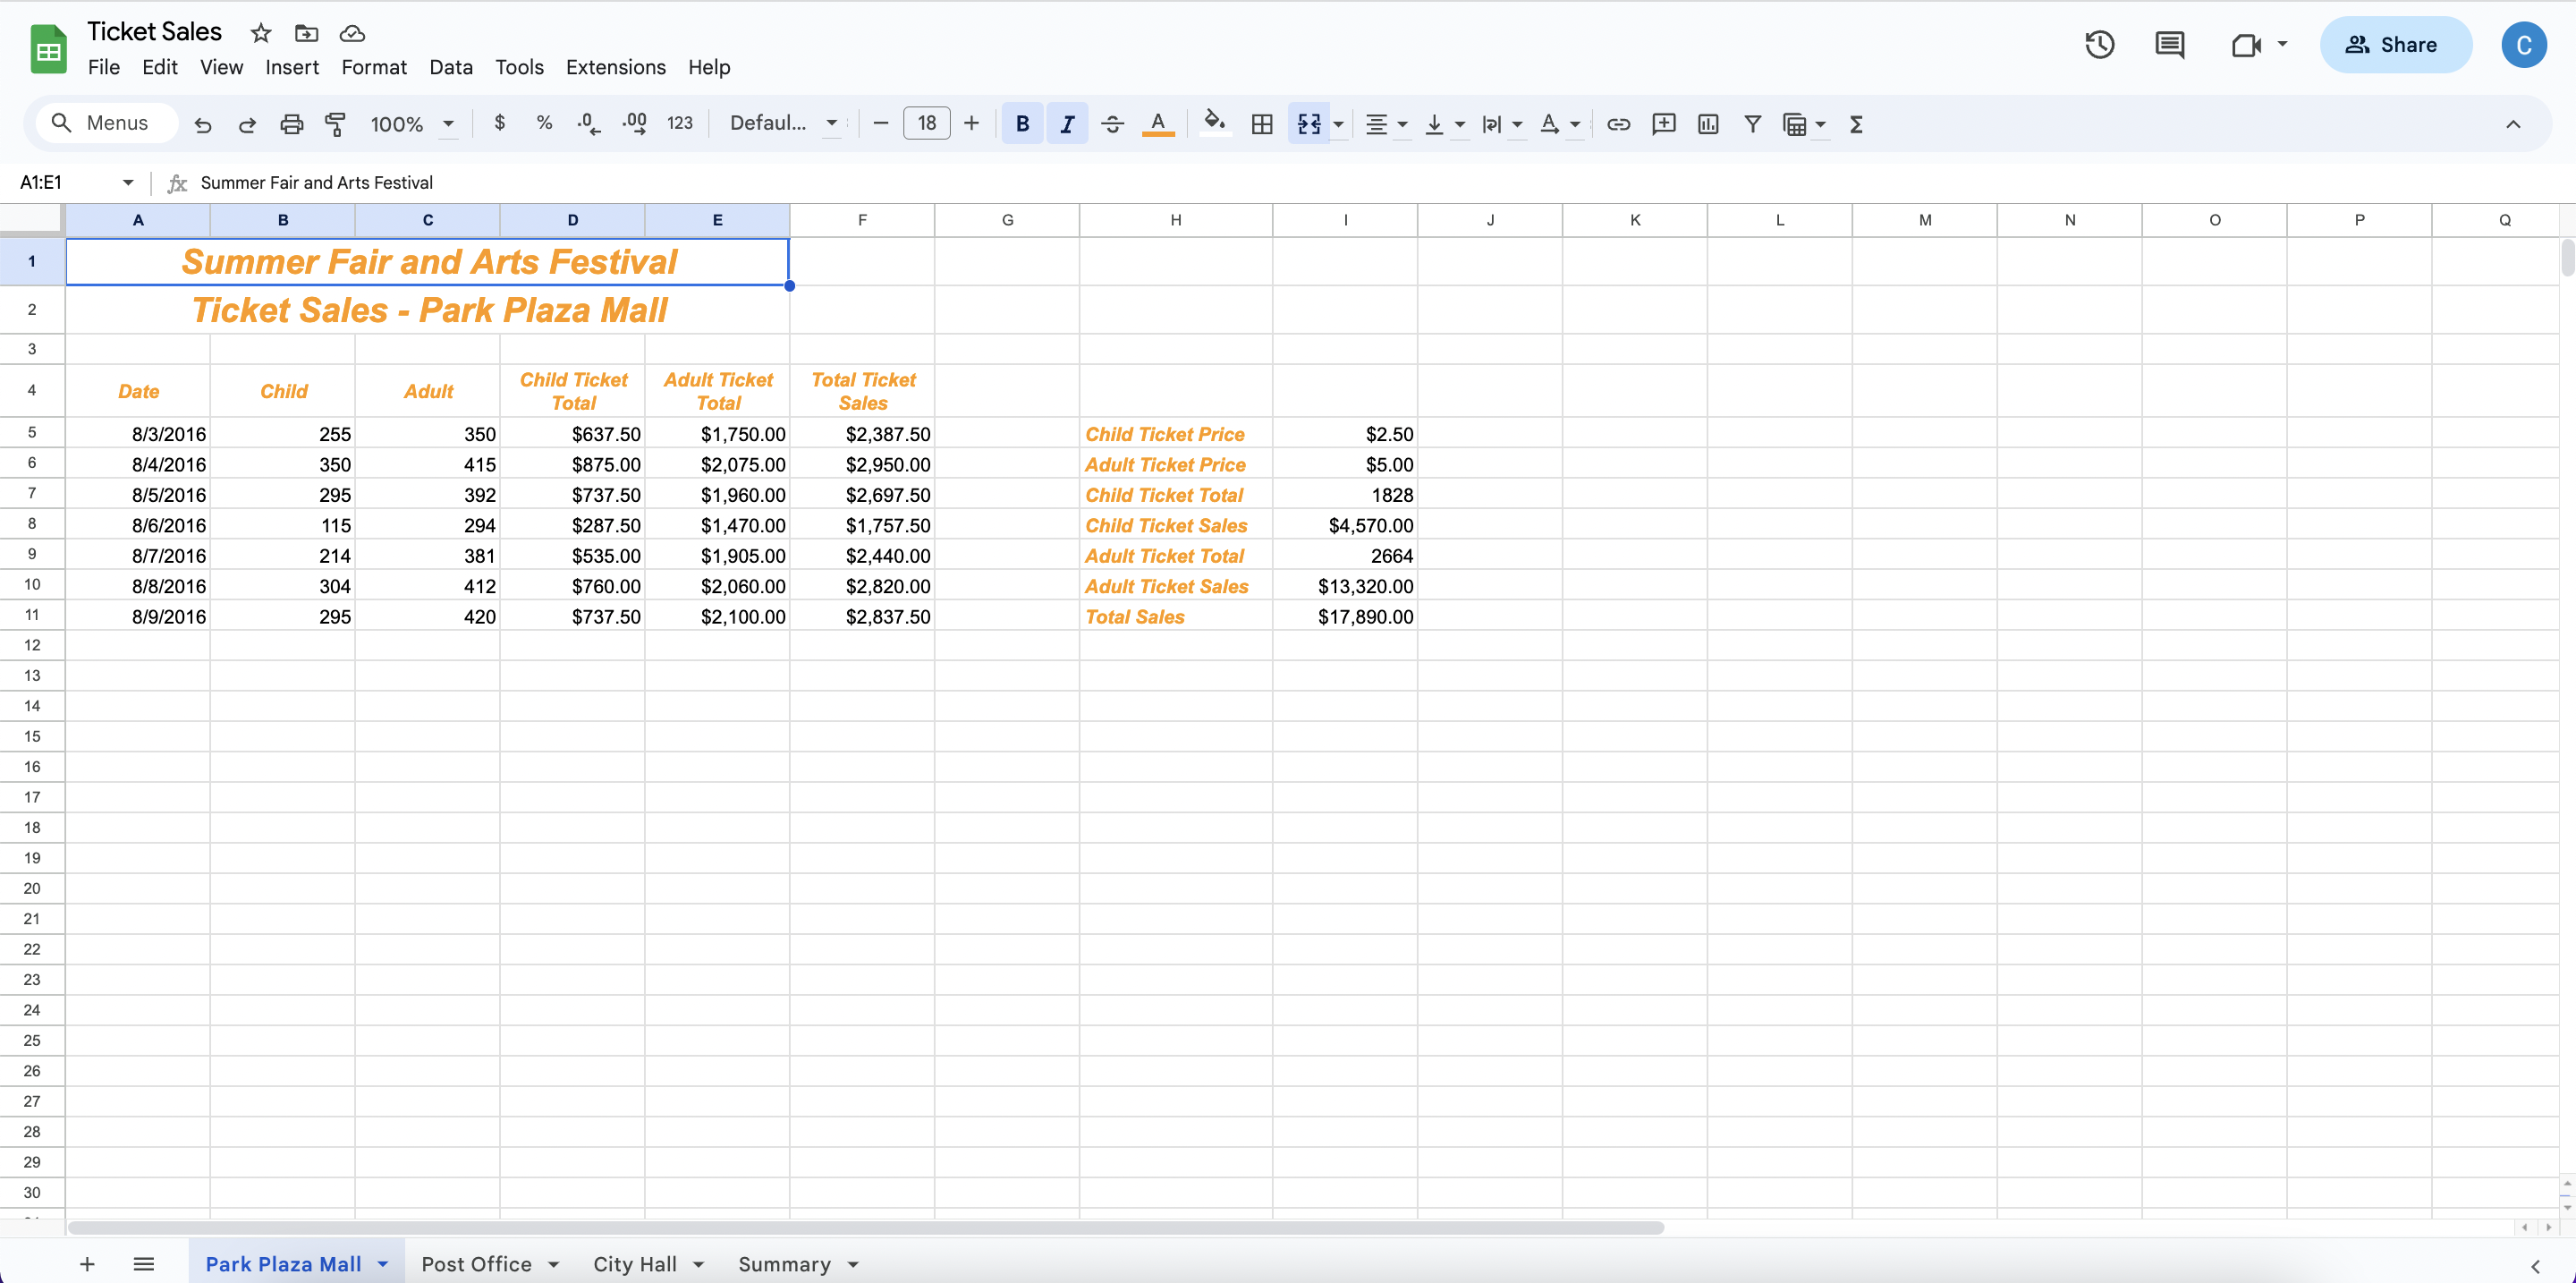 Ticket Sales
File Edit View Insert Format Data Tools Extensions Help
Share C
Menus 100% $ % .0 .00 123 Defaul... 18 B I A
A1:E1 fx Summer Fair and Arts Festival
A B C D E F G H I J K L M N O P Q
1 Summer Fair and Arts Festival
2 Ticket Sales - Park Plaza Mall
3
4 Date Child Adult Child Ticket Total Adult Ticket Total Total Ticket Sales
5 8/3/2016 255 350 $637.50 $1,750.00 $2,387.50 Child Ticket Price $2.50
6 8/4/2016 350 415 $875.00 $2,075.00 $2,950.00 Adult Ticket Price $5.00
7 8/5/2016 295 392 $737.50 $1,960.00 $2,697.50 Child Ticket Total 1828
8 8/6/2016 115 294 $287.50 $1,470.00 $1,757.50 Child Ticket Sales $4,570.00
9 8/7/2016 214 381 $535.00 $1,905.00 $2,440.00 Adult Ticket Total 2664
10 8/8/2016 304 412 $760.00 $2,060.00 $2,820.00 Adult Ticket Sales $13,320.00
11 8/9/2016 295 420 $737.50 $2,100.00 $2,837.50 Total Sales $17,890.00
12
13
14
15
16
17
18
19
20
21
22
23
24
25
26
27
28
29
30
Park Plaza Mall Post Office City Hall Summary